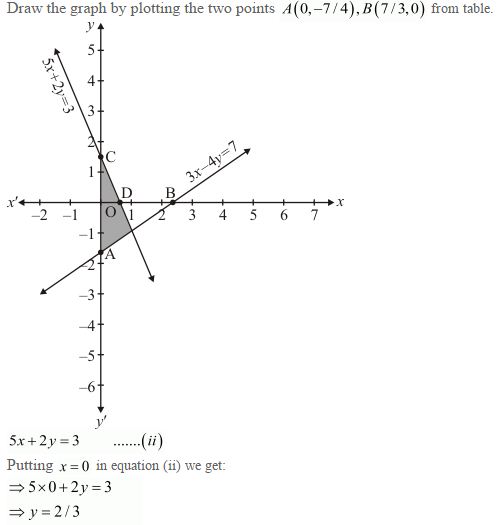 Draw the graph by plotting the two points A(0,−7/4), B(7/3,0) from table.
y
5
4
3
2
1
5x+2y=3
C
3x−4y=7
D
B
x'
−2
−1
O
1
2
3
4
5
6
7
x
−1
A
−2
−3
−4
−5
−6
y'
5x+2y=3 .......(ii)
Putting x=0 in equation (ii) we get:
⇒5×0+2y=3
⇒y=2/3